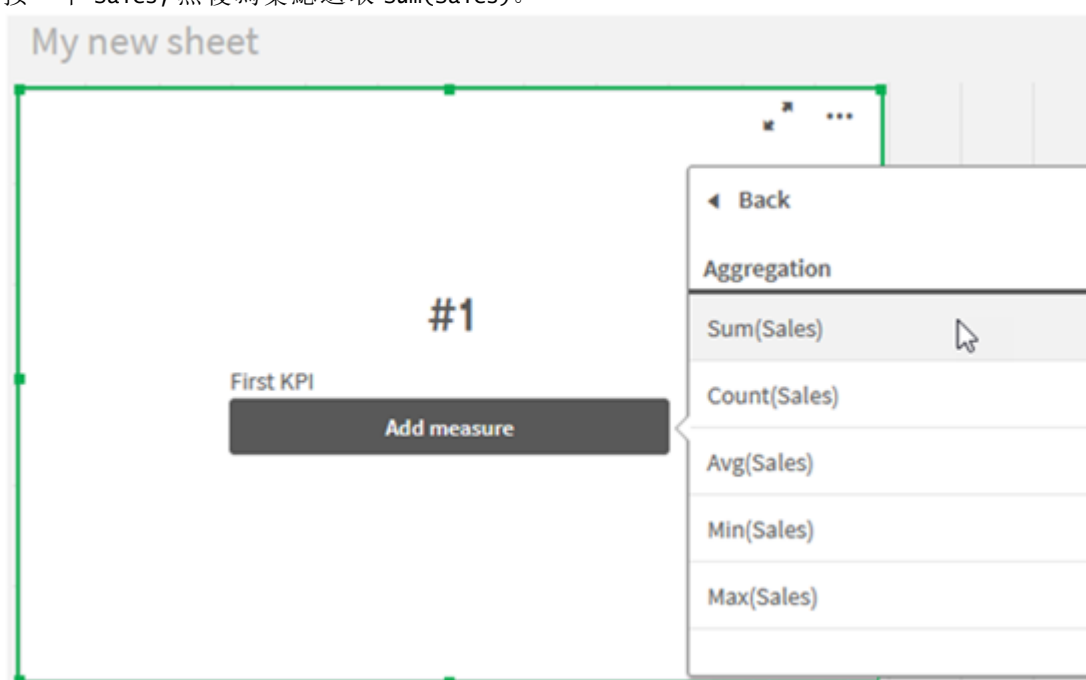 My new sheet
◀ Back
Aggregation
#1
Sum(Sales)
First KPI
Count(Sales)
Add measure
Avg(Sales)
Min(Sales)
Max(Sales)